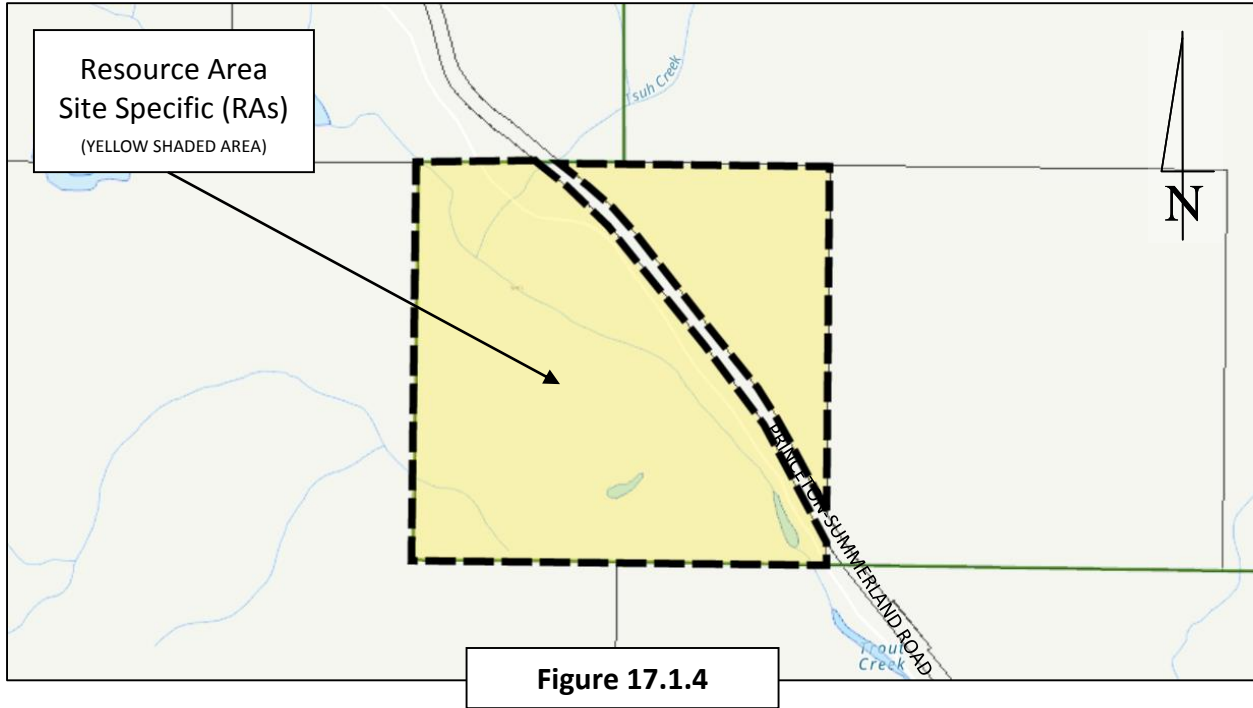 Resource Area
Site Specific (RAs)
(YELLOW SHADED AREA)
Tsuh Creek
N
PRINCETON-SUMMERLAND ROAD
Trout
Creek
Figure 17.1.4